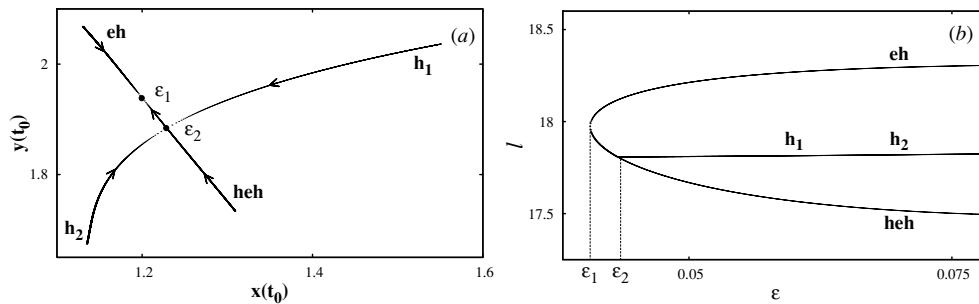 (a)
eh
h1
2
ε1
ε2
y(t0)
1.8
heh
h2
1.2
1.4
1.6
x(t0)
18.5
(b)
eh
18
l
h1 h2
17.5
heh
ε1 ε2 0.05
0.075
ε